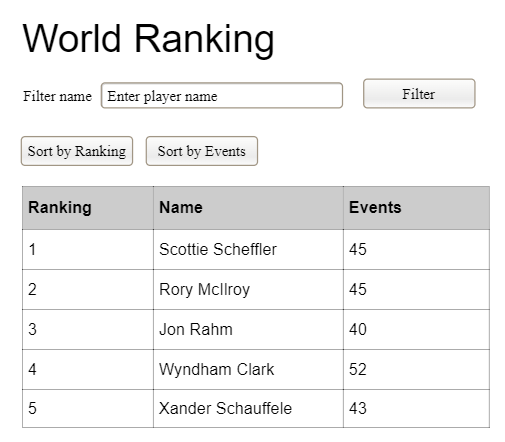 World Ranking
Filter name Enter player name Filter
Sort by Ranking Sort by Events
Ranking Name Events
1 Scottie Scheffler 45
2 Rory McIlroy 45
3 Jon Rahm 40
4 Wyndham Clark 52
5 Xander Schauffele 43